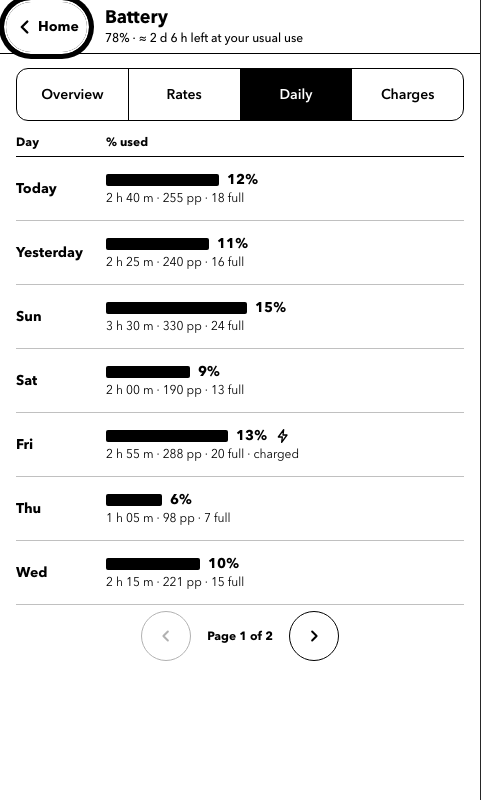 Home
Battery
78% · ≈ 2 d 6 h left at your usual use
Overview Rates Daily Charges
Day % used
Today 12%
2 h 40 m · 255 pp · 18 full
Yesterday 11%
2 h 25 m · 240 pp · 16 full
Sun 15%
3 h 30 m · 330 pp · 24 full
Sat 9%
2 h 00 m · 190 pp · 13 full
Fri 13%
2 h 55 m · 288 pp · 20 full · charged
Thu 6%
1 h 05 m · 98 pp · 7 full
Wed 10%
2 h 15 m · 221 pp · 15 full
Page 1 of 2